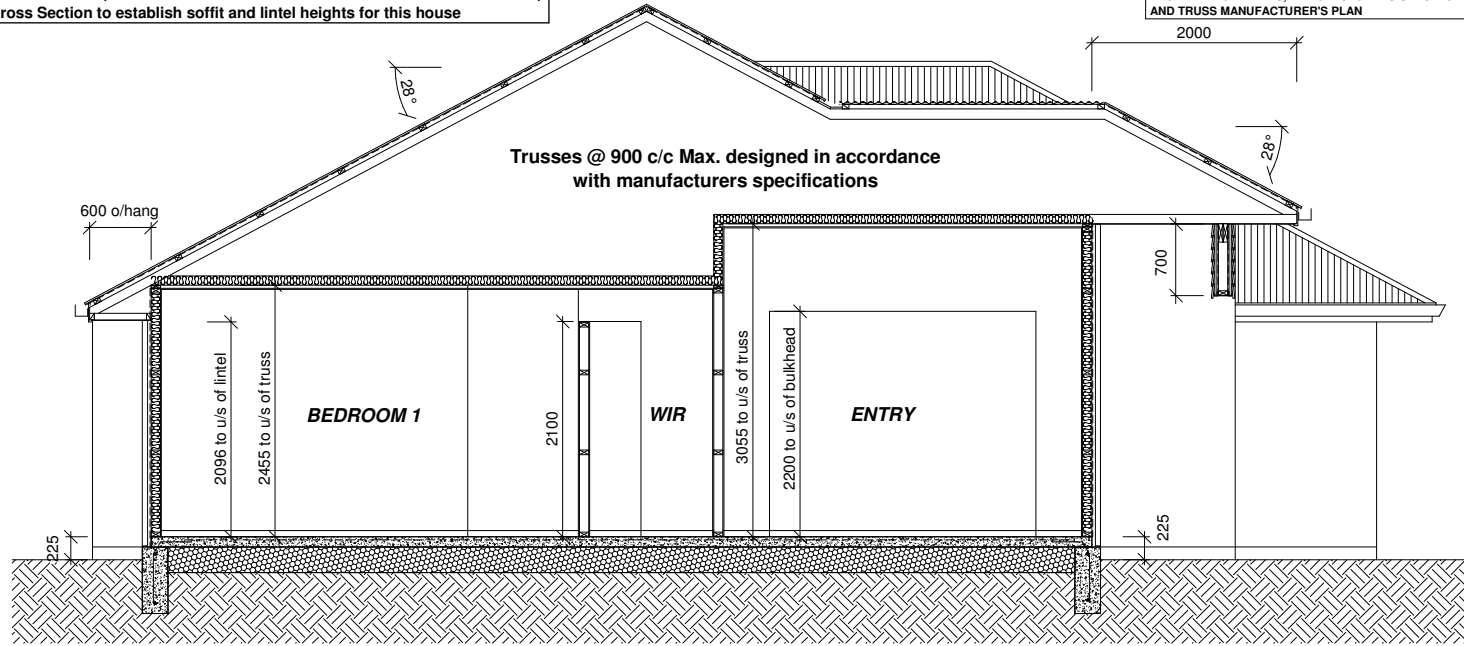 ross Section to establish soffit and lintel heights for this house
AND TRUSS MANUFACTURER'S PLAN
2000
28°
28°
Trusses @ 900 c/c Max. designed in accordance
with manufacturers specifications
600 o/hang
700
2096 to u/s of lintel
2455 to u/s of truss
BEDROOM 1
2100
WIR
3055 to u/s of truss
2200 to u/s of bulkhead
ENTRY
225
225